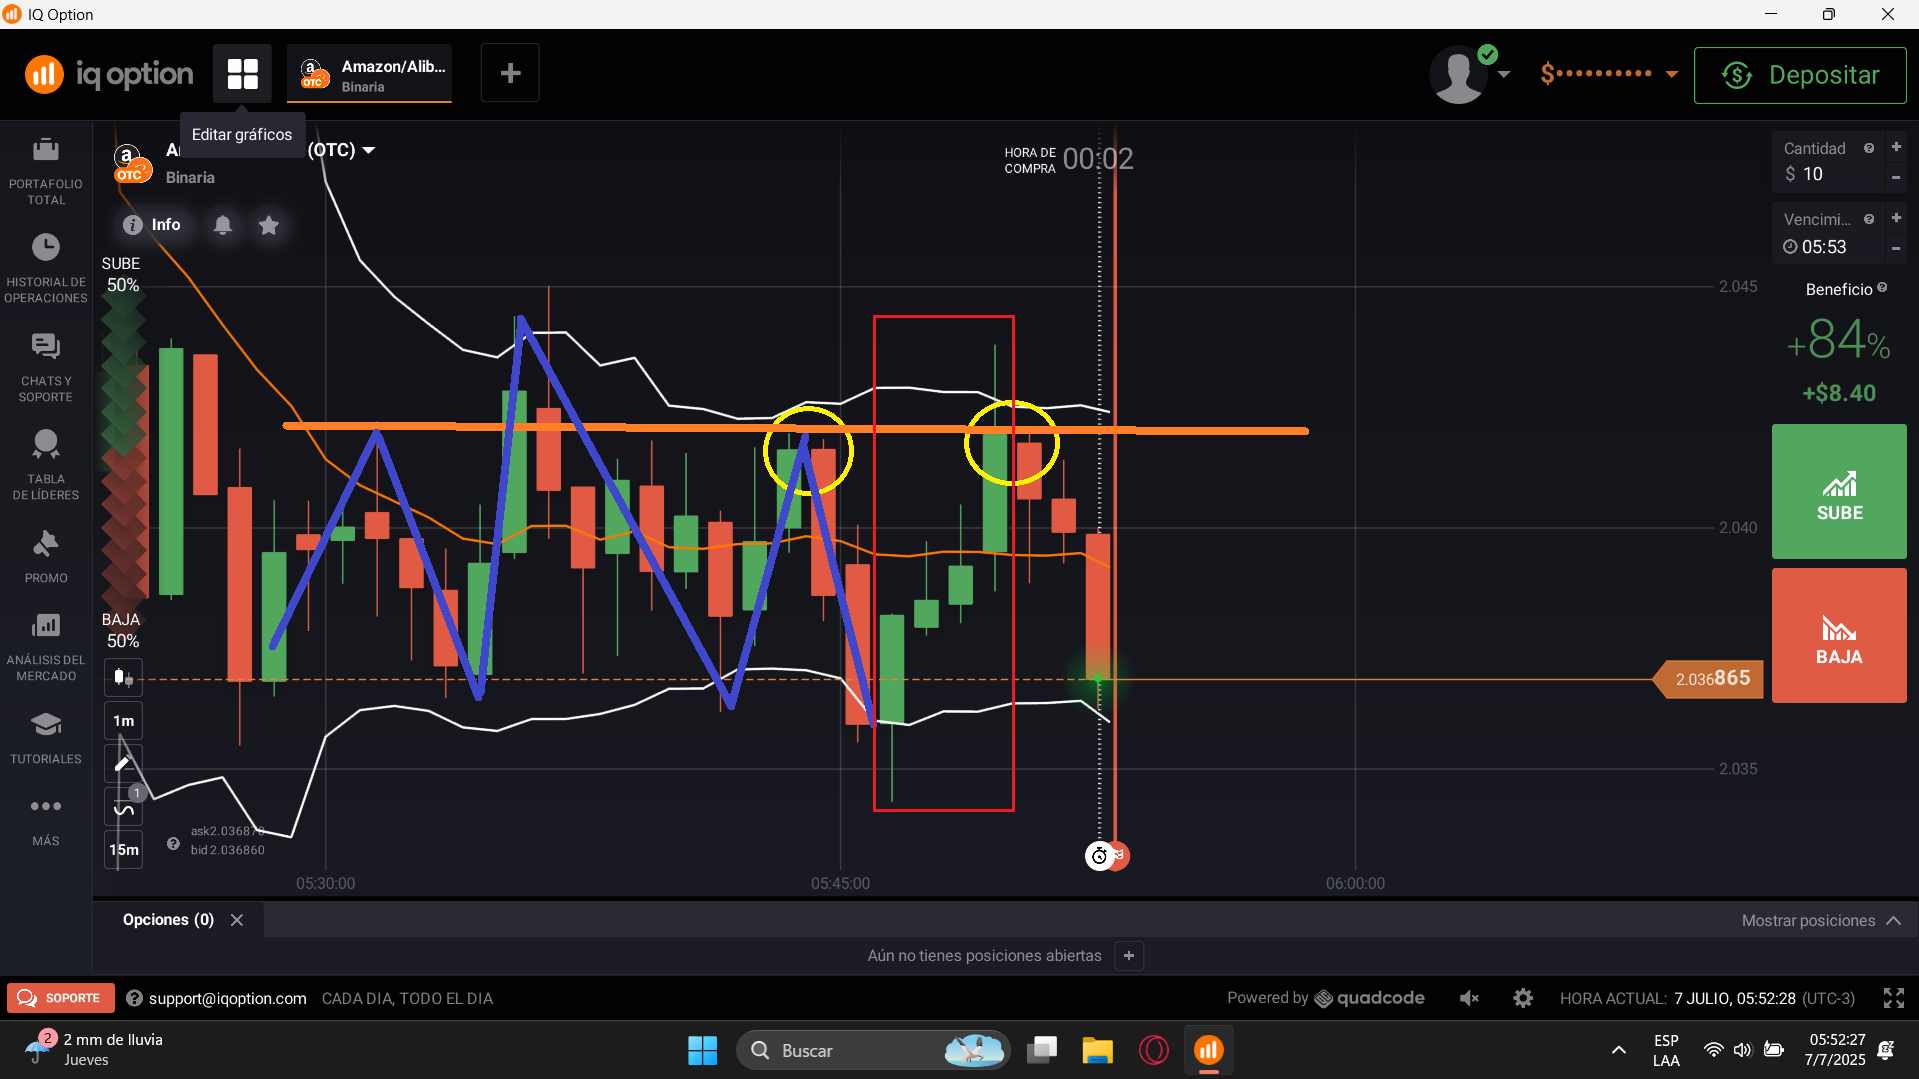 IQ Option
iq option
Amazon/Alib...
Binaria
OTC
+
$••••••••••
Depositar
Editar gráficos
(OTC)
Binaria
HORA DE
COMPRA
00:02
Info
SUBE
50%
BAJA
50%
PORTAFOLIO
TOTAL
HISTORIAL DE
OPERACIONES
CHATS Y
SOPORTE
TABLA
DE LÍDERES
PROMO
ANÁLISIS DEL
MERCADO
TUTORIALES
MÁS
1m
1
15m
ask2.036870
bid 2.036860
2.045
2.040
2.036865
2.035
05:30:00
05:45:00
06:00:00
Cantidad
$ 10
Vencimi...
05:53
Beneficio
+84%
+$8.40
SUBE
BAJA
Opciones (0)
Mostrar posiciones
Aún no tienes posiciones abiertas
SOPORTE
support@iqoption.com
CADA DIA, TODO EL DIA
Powered by quadcode
HORA ACTUAL: 7 JULIO, 05:52:28 (UTC-3)
2
2 mm de lluvia
Jueves
Buscar
ESP
LAA
05:52:27
7/7/2025